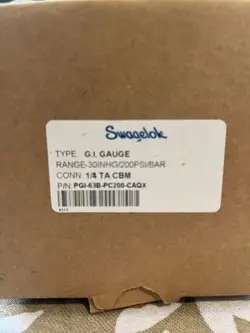 Swagelok
TYPE: G.I. GAUGE
RANGE-30INHG/200PSI/BAR
CONN: 1/4 TA CBM
P/N: PGI-63B-PC200-CAQX